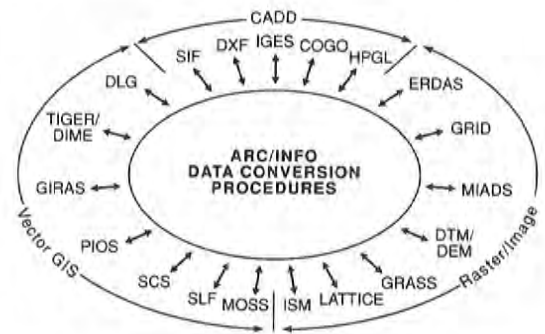 CADD
SIF
DXF
IGES
COGO
HPGL
ERDAS
GRID
MIADS
DTM/
DEM
GRASS
LATTICE
ISM
MOSS
SLF
SCS
PIOS
GIRAS
TIGER/
DIME
DLG
ARC/INFO
DATA CONVERSION
PROCEDURES
Vector GIS
Raster/Image